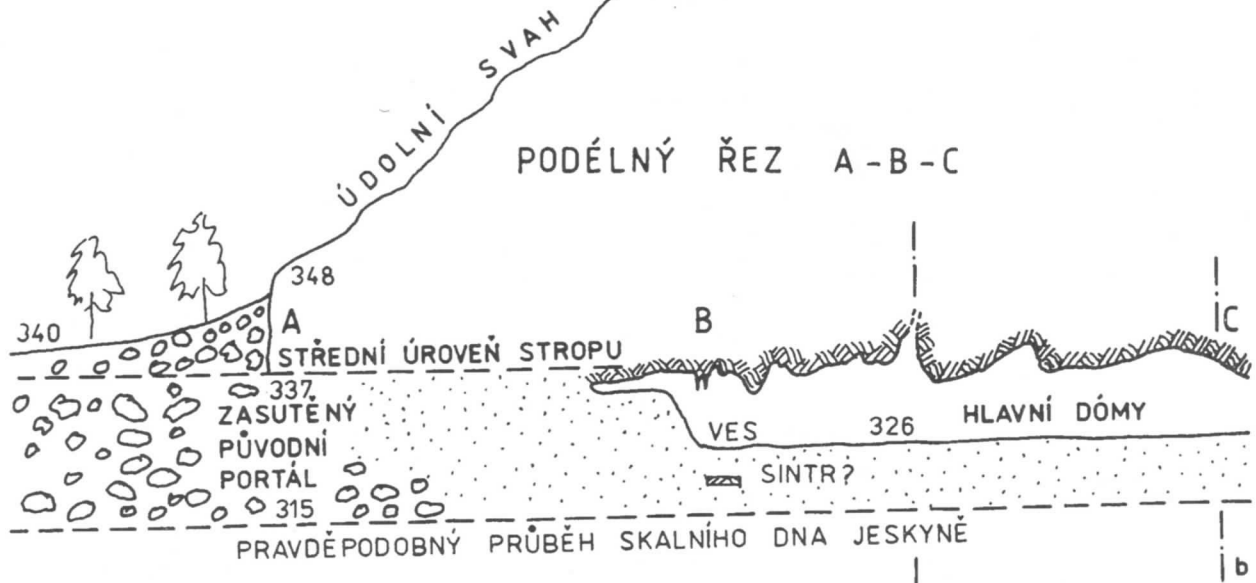 ÚDOLNÍ SVAH
PODÉLNÝ ŘEZ A-B-C
348
340
A
B
C
STŘEDNÍ ÚROVEŇ STROPU
337
ZASUTĚNÝ
PŮVODNÍ
PORTÁL
315
VES
326
HLAVNÍ DÓMY
SINTR?
PRAVDĚPODOBNÝ PRŮBĚH SKALNÍHO DNA JESKYNĚ
b